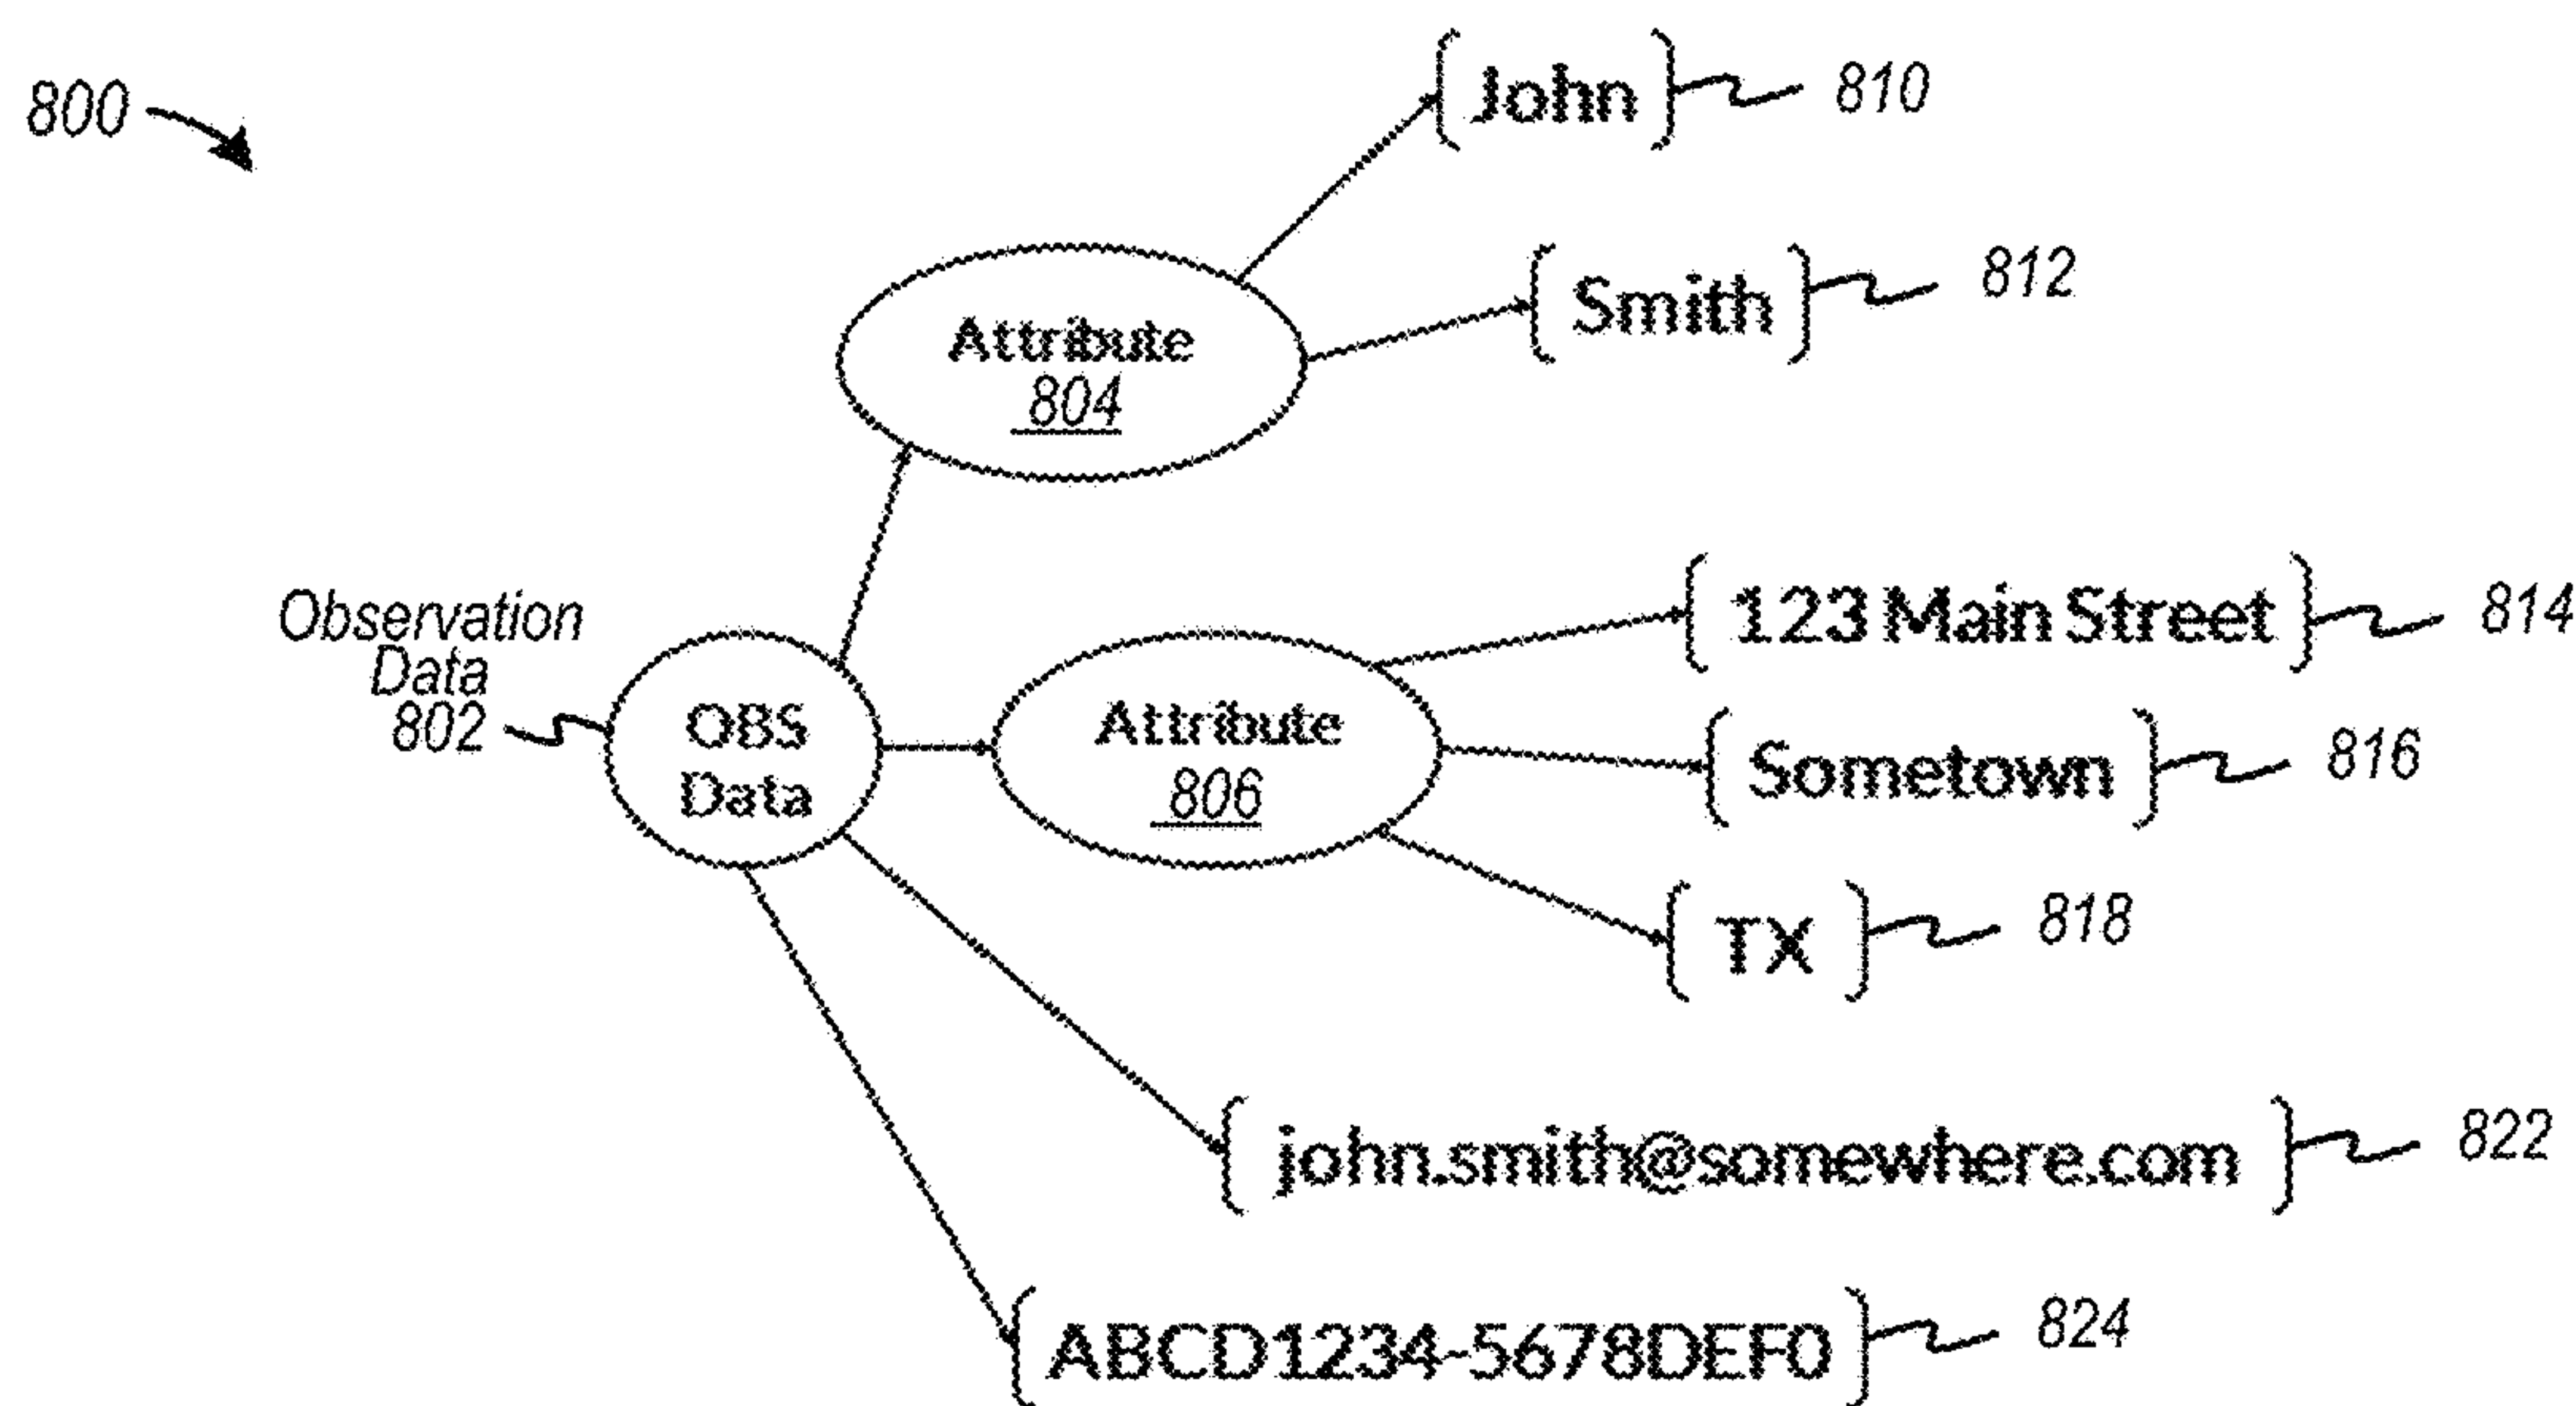 800
John
810
Smith
812
Attribute
804
Observation
Data
802
OBS
Data
Attribute
806
123 Main Street
814
Sometown
816
TX
818
john.smith@somewhere.com
822
ABCD1234-5678DEF0
824